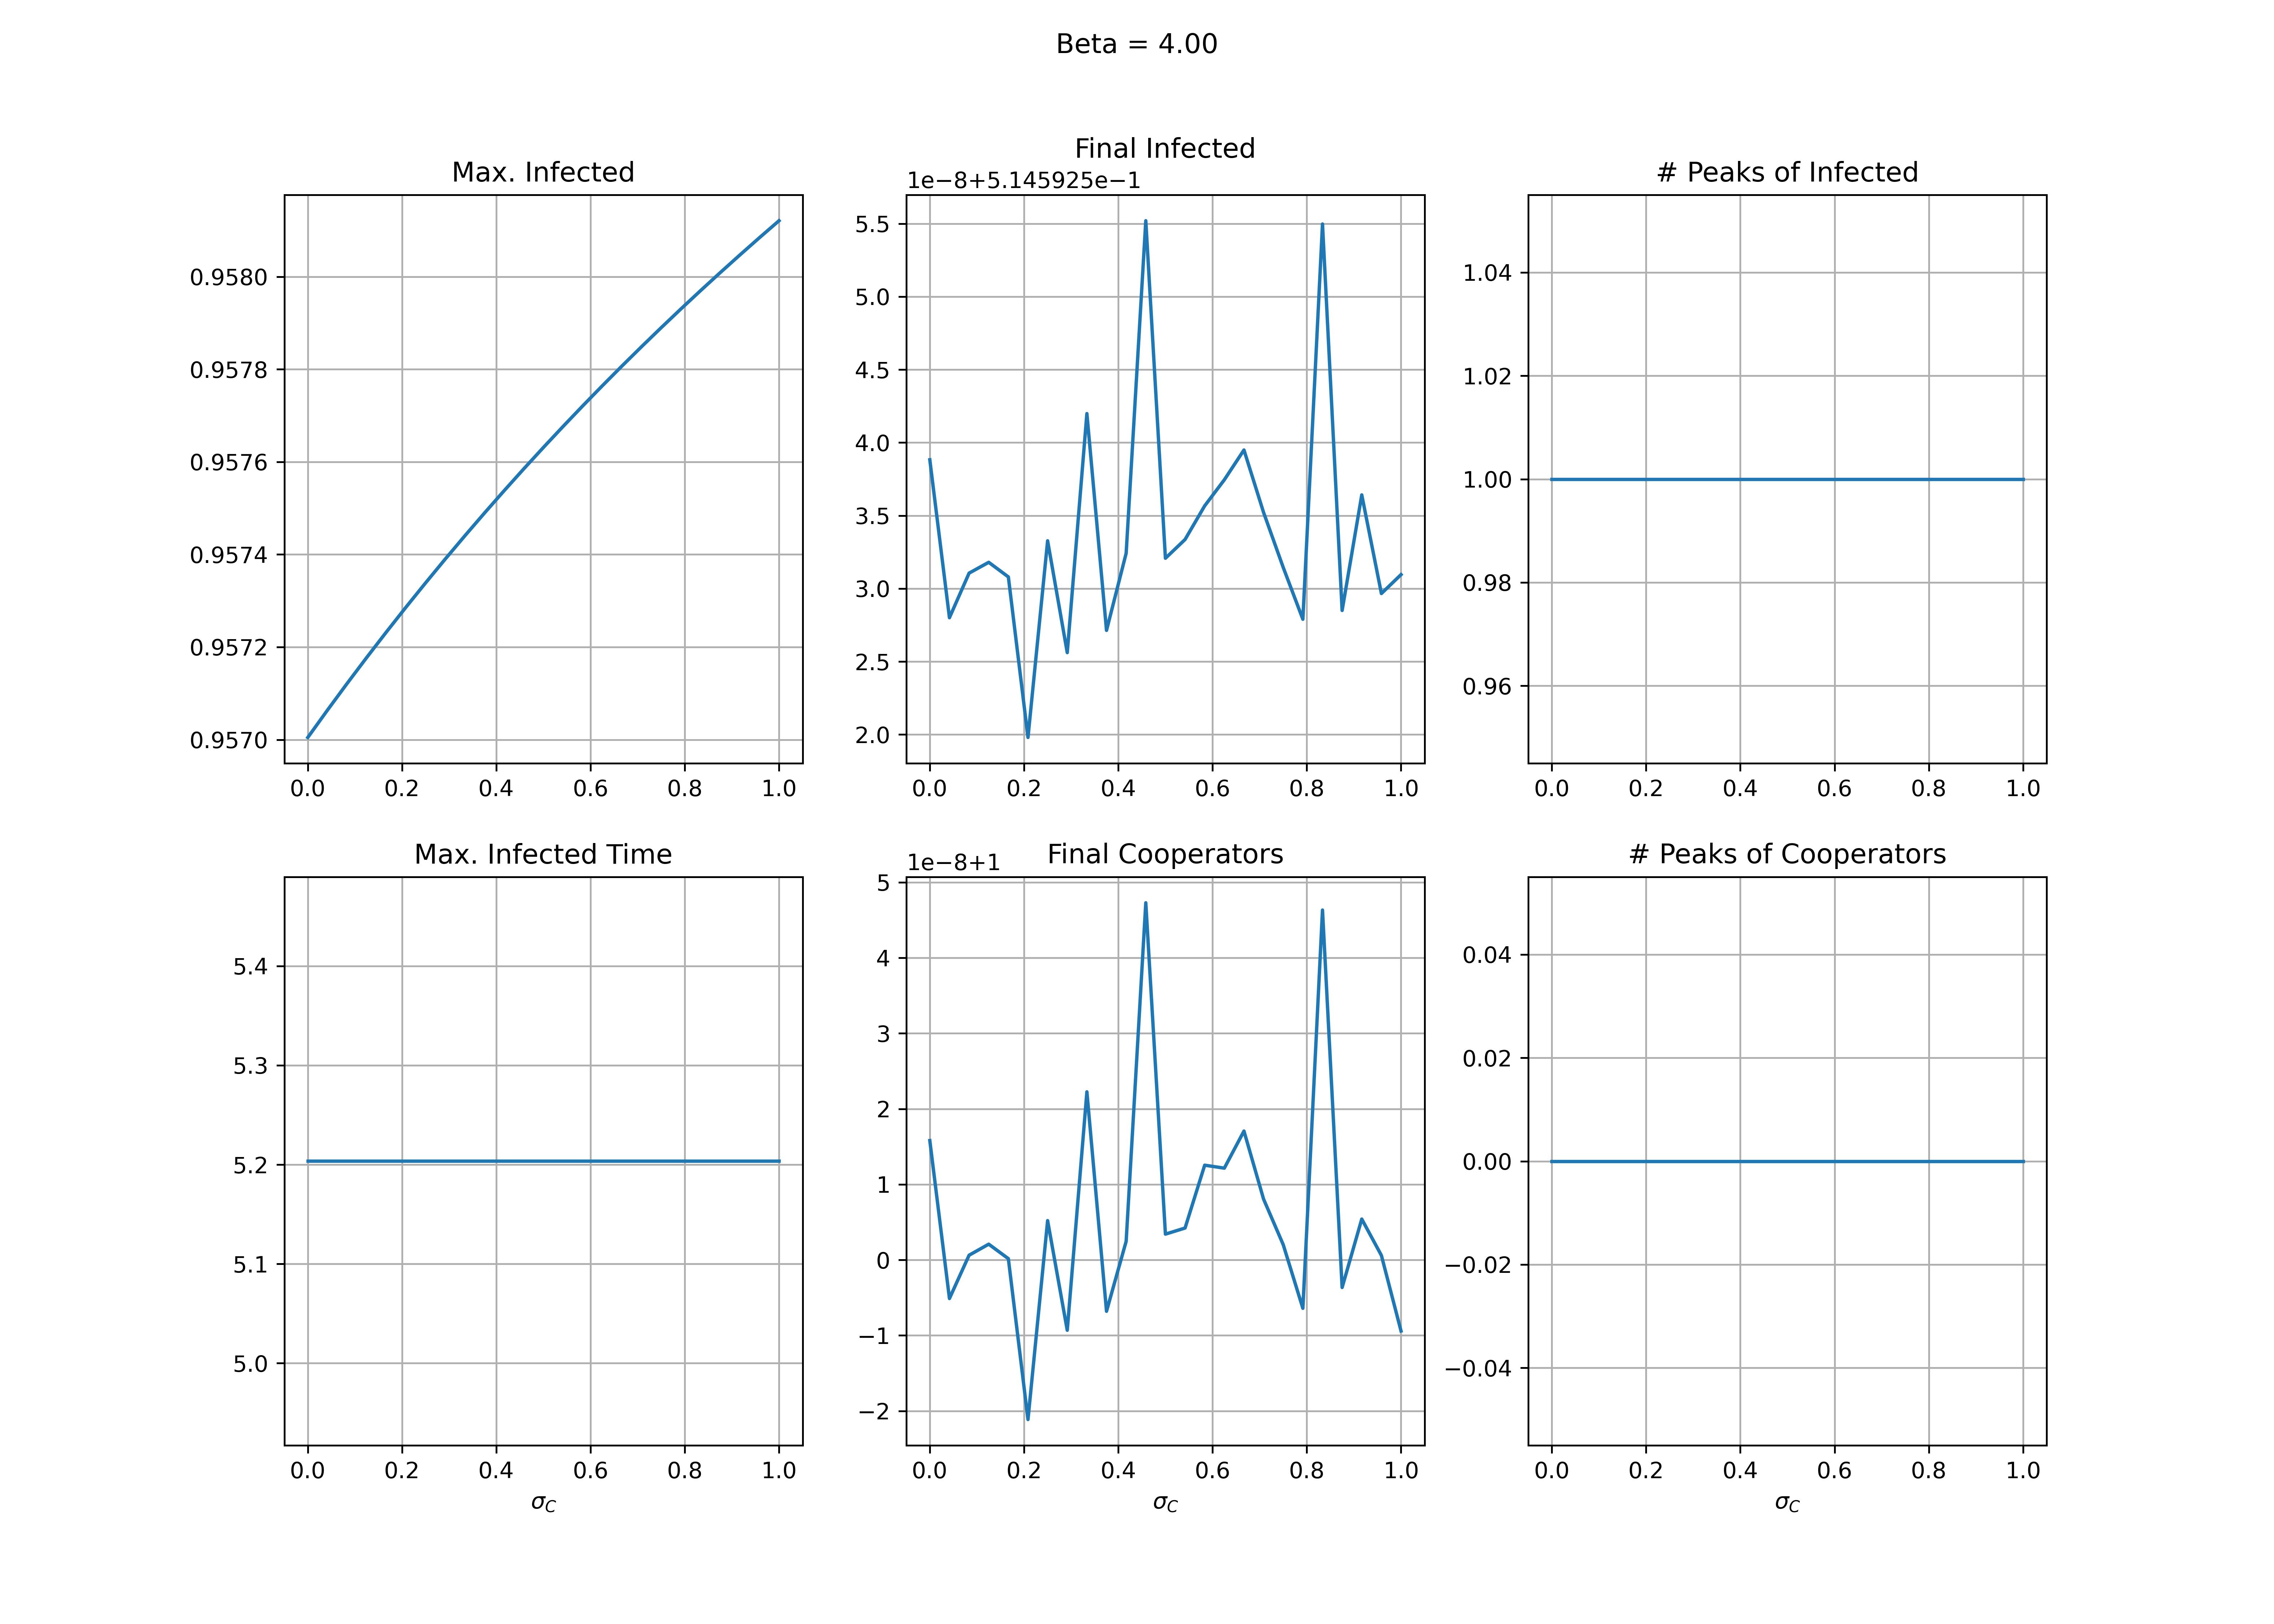 Beta = 4.00
Max. Infected
0.9580
0.9578
0.9576
0.9574
0.9572
0.9570
0.0 0.2 0.4 0.6 0.8 1.0
Final Infected
1e−8+5.145925e−1
5.5
5.0
4.5
4.0
3.5
3.0
2.5
2.0
0.0 0.2 0.4 0.6 0.8 1.0
# Peaks of Infected
1.04
1.02
1.00
0.98
0.96
0.0 0.2 0.4 0.6 0.8 1.0
Max. Infected Time
5.4
5.3
5.2
5.1
5.0
0.0 0.2 0.4 0.6 0.8 1.0
σC
Final Cooperators
1e−8+1
5
4
3
2
1
0
−1
−2
0.0 0.2 0.4 0.6 0.8 1.0
σC
# Peaks of Cooperators
0.04
0.02
0.00
−0.02
−0.04
0.0 0.2 0.4 0.6 0.8 1.0
σC